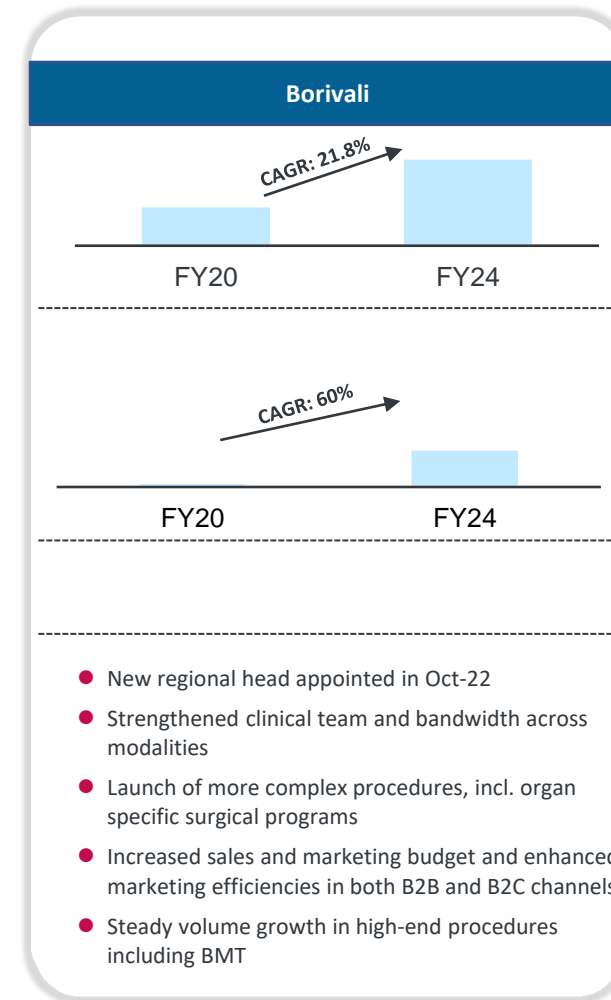 Borivali
CAGR: 21.8%
FY20 FY24
CAGR: 60%
FY20 FY24
New regional head appointed in Oct-22
Strengthened clinical team and bandwidth across
modalities
Launch of more complex procedures, incl. organ
specific surgical programs
Increased sales and marketing budget and enhanced
marketing efficiencies in both B2B and B2C channels
Steady volume growth in high-end procedures
including BMT